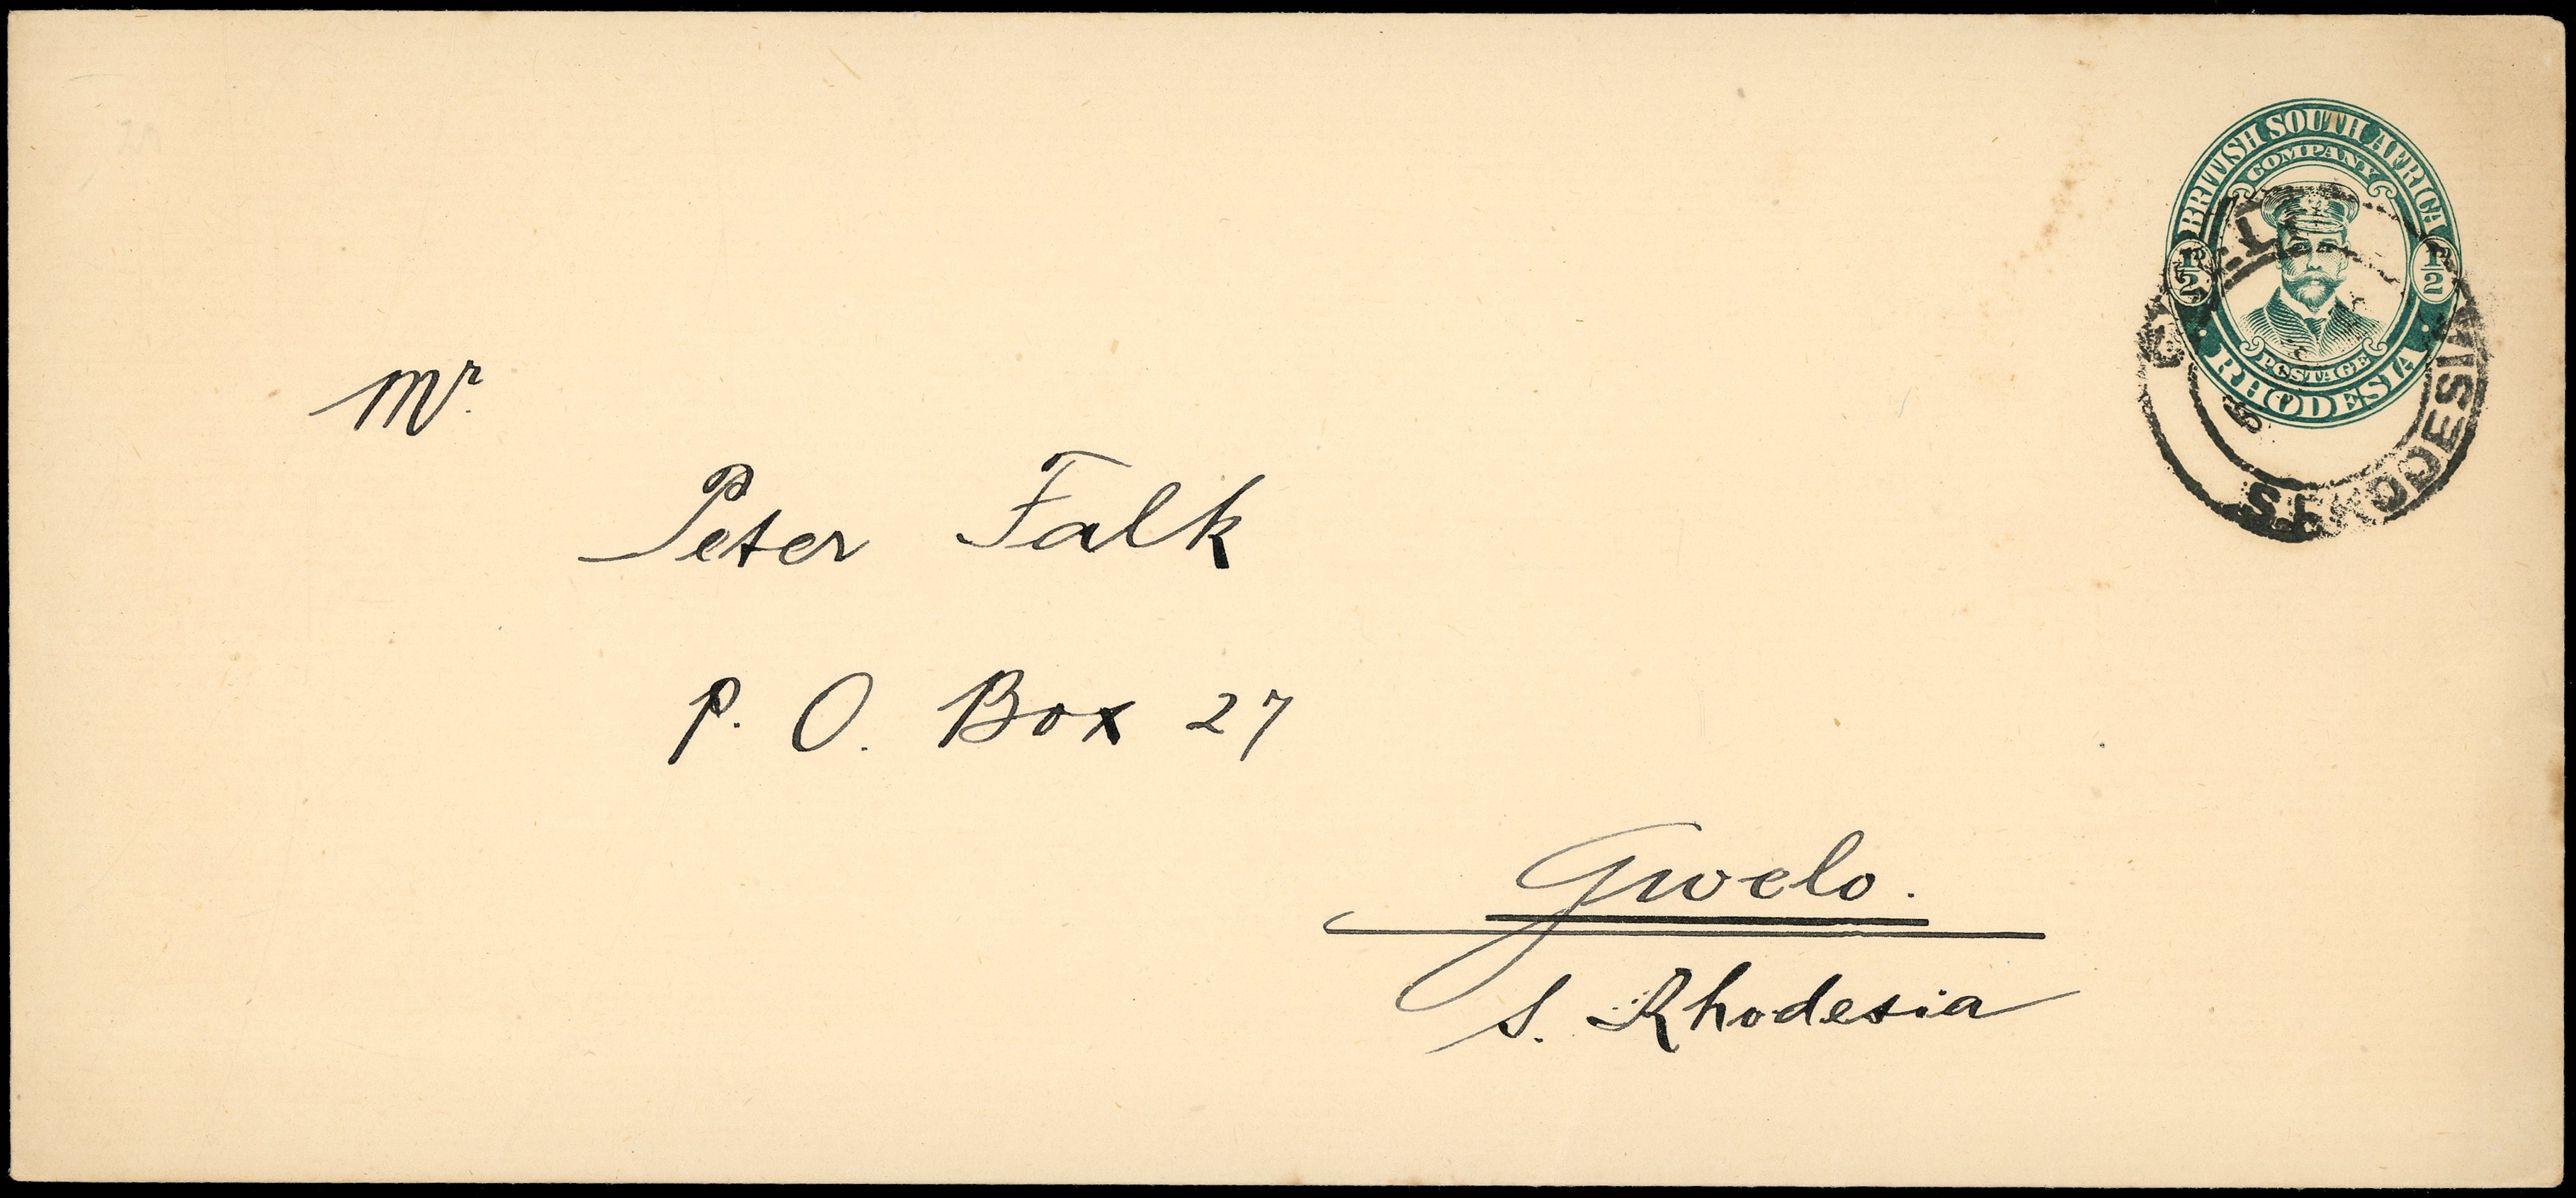 BRITISH SOUTH AFRICA
COMPANY
½ ½
POSTAGE
RHODESIA
S. RHODESIA
Mr.
Peter Falk
P. O. Box 27
Gwelo.
S. Rhodesia